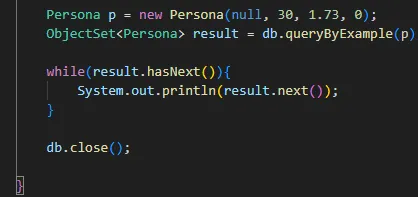 Persona p = new Persona(null, 30, 1.73, 0);
ObjectSet<Persona> result = db.queryByExample(p)
while(result.hasNext()){
System.out.println(result.next());
}
db.close();
}